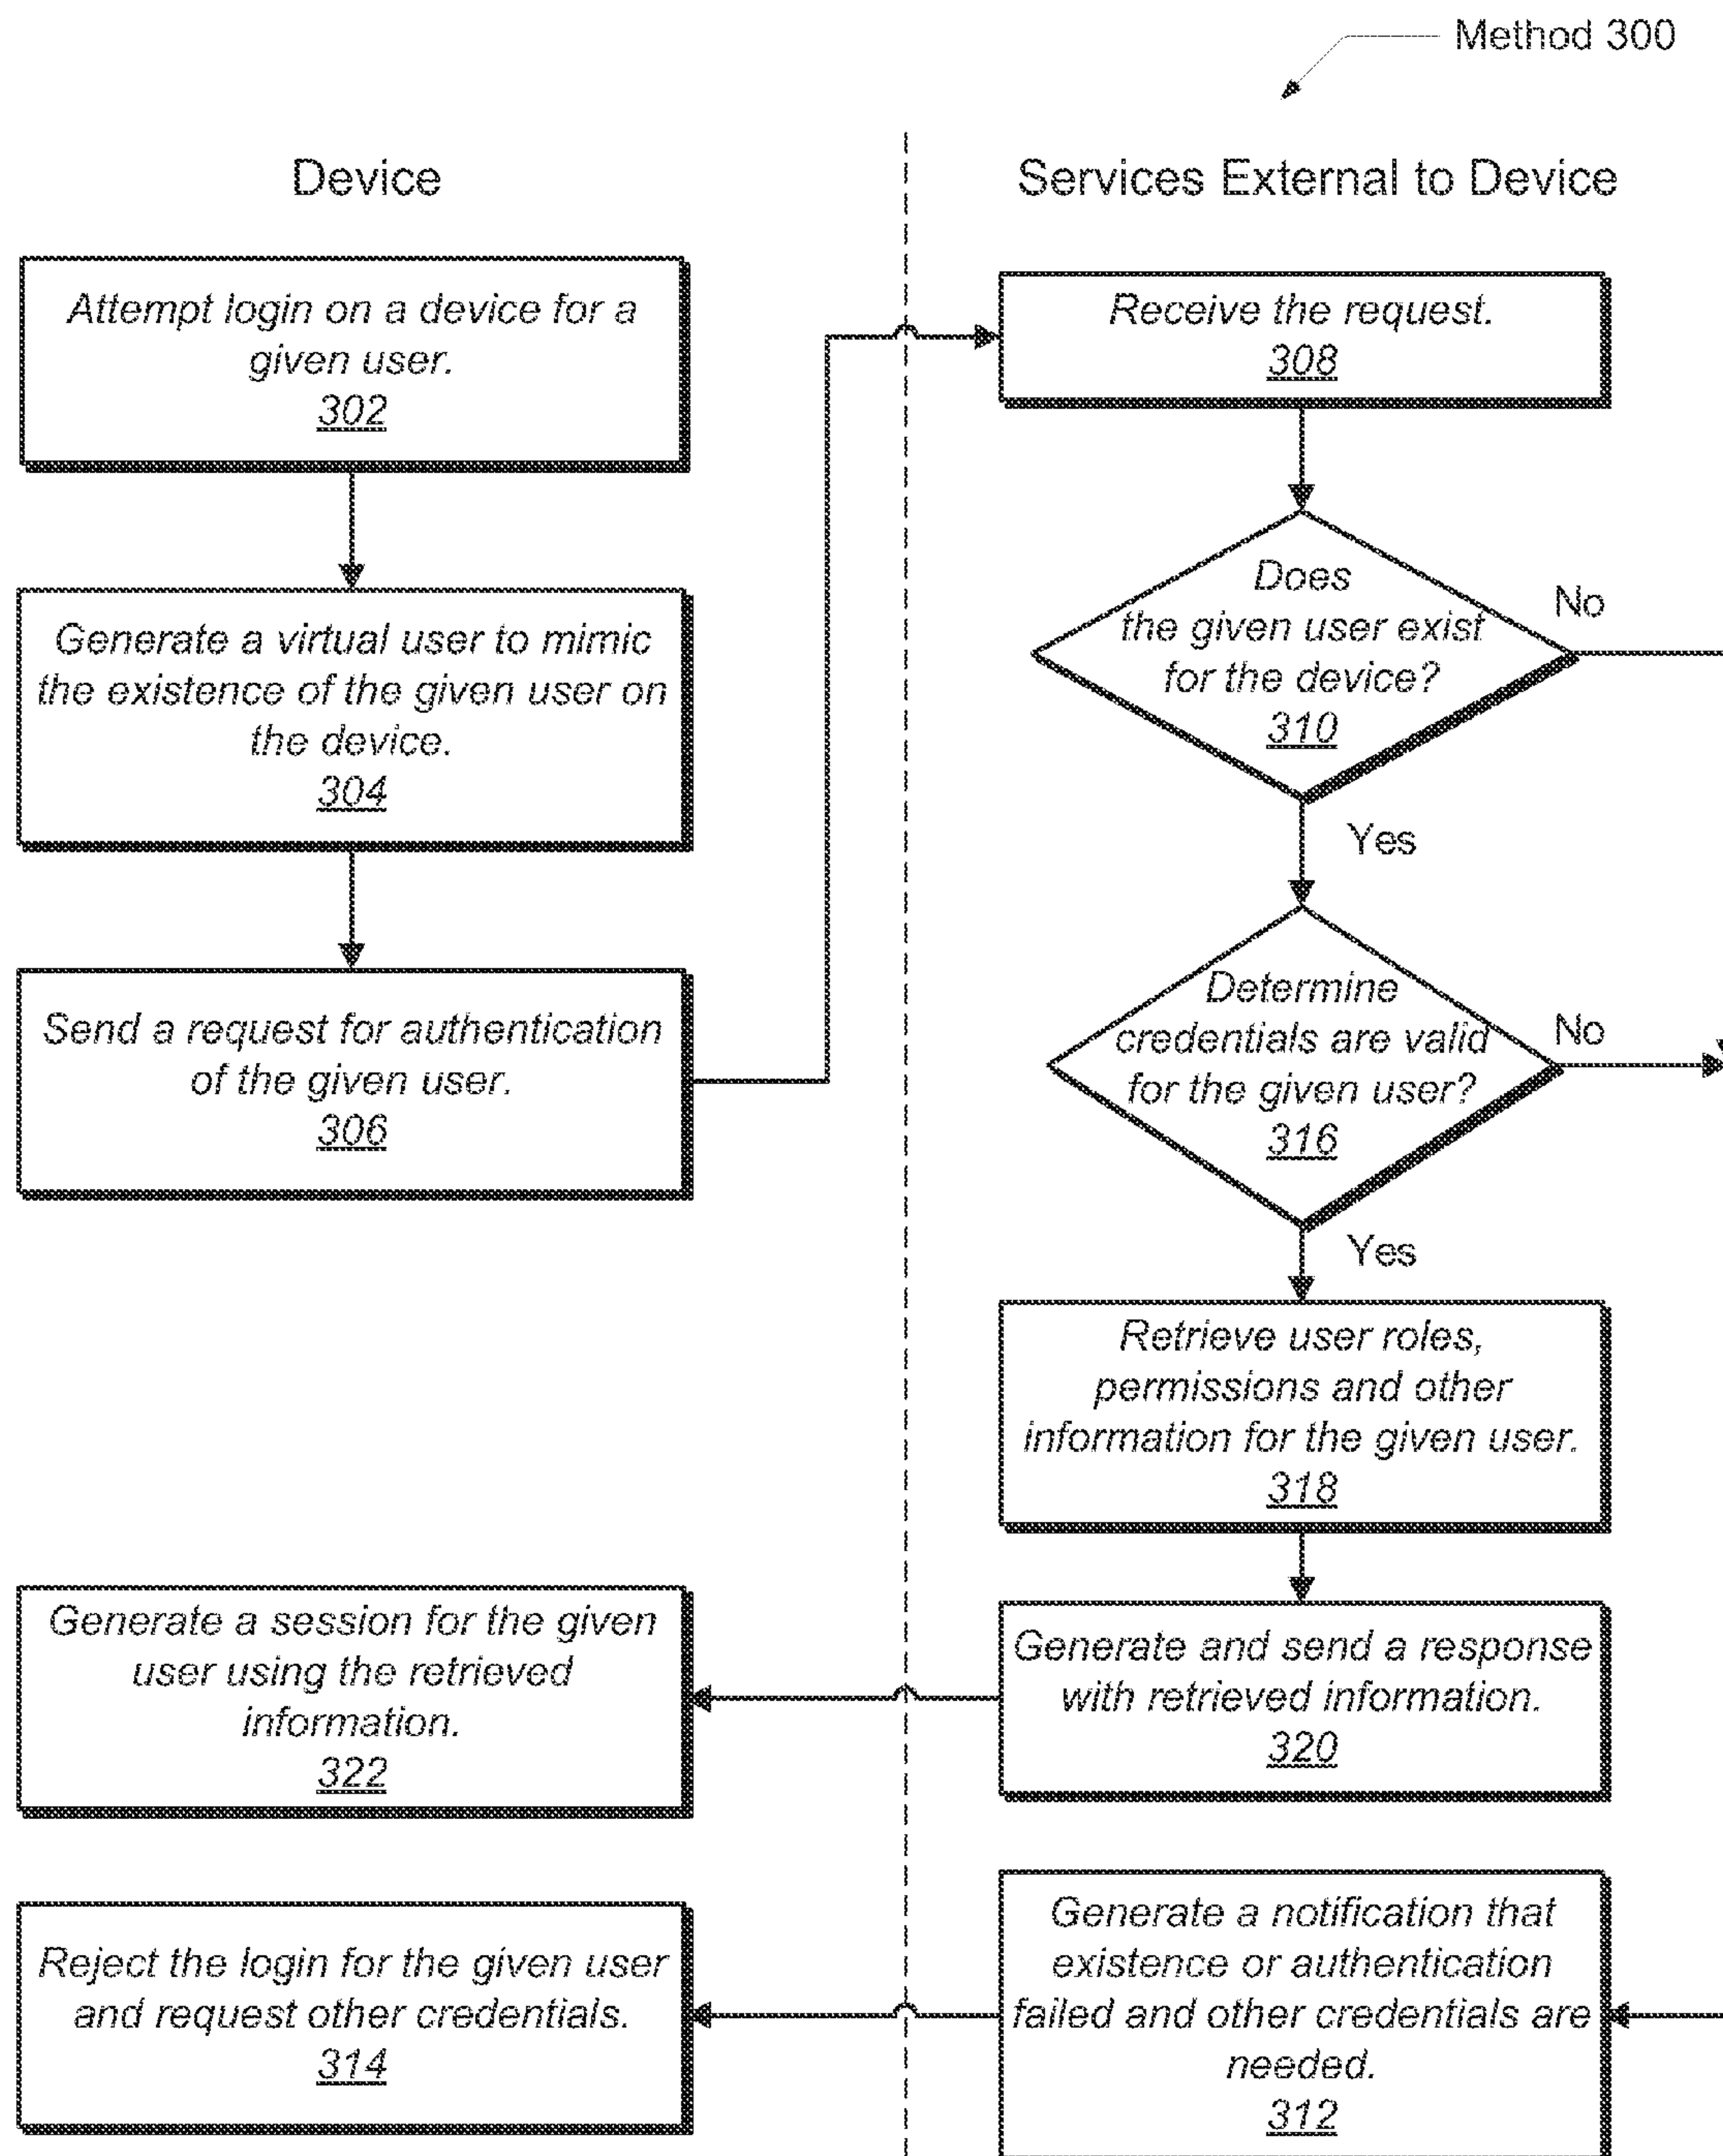 Method 300
Device
Services External to Device
Attempt login on a device for a
given user.
302
Generate a virtual user to mimic
the existence of the given user on
the device.
304
Send a request for authentication
of the given user.
306
Receive the request.
308
Does
the given user exist
for the device?
310
No
Yes
Determine
credentials are valid
for the given user?
316
No
Yes
Retrieve user roles,
permissions and other
information for the given user.
318
Generate and send a response
with retrieved information.
320
Generate a session for the given
user using the retrieved
information.
322
Generate a notification that
existence or authentication
failed and other credentials are
needed.
312
Reject the login for the given user
and request other credentials.
314